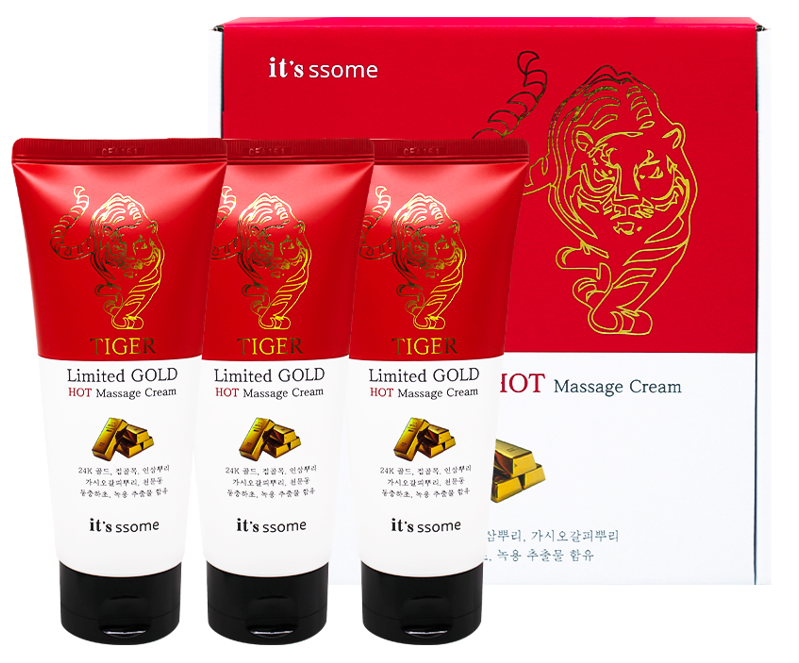 it's ssome
HOT Massage Cream
삼뿌리, 가시오갈피뿌리
녹용 추출물 함유
TIGER
Limited GOLD
HOT Massage Cream
24K 골드, 접골목, 인삼뿌리
가시오갈피뿌리, 천문동
동충하초, 녹용 추출물 함유
it's ssome
TIGER
Limited GOLD
HOT Massage Cream
24K 골드, 접골목, 인삼뿌리
가시오갈피뿌리, 천문동
동충하초, 녹용 추출물 함유
it's ssome
TIGER
Limited GOLD
HOT Massage Cream
24K 골드, 접골목, 인삼뿌리
가시오갈피뿌리, 천문동
동충하초, 녹용 추출물 함유
it's ssome